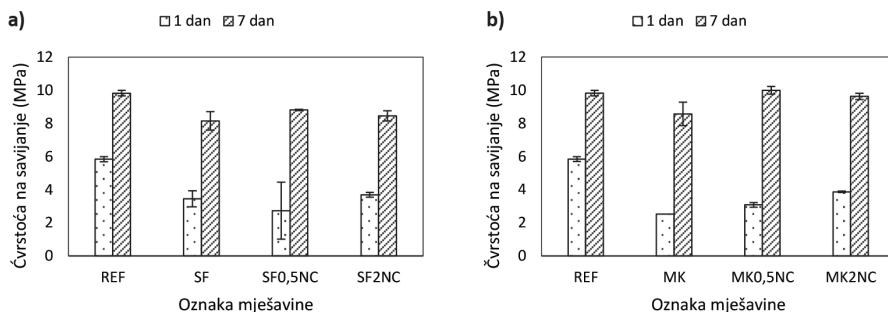 a)
1 dan 7 dan
Ćvrstoća na savijanje (MPa)
12
10
8
6
4
2
0
REF SF SF0,5NC SF2NC
Oznaka mješavine
b)
1 dan 7 dan
Čvrstoća na savijanje (MPa)
12
10
8
6
4
2
0
REF MK MK0,5NC MK2NC
Oznaka mješavine